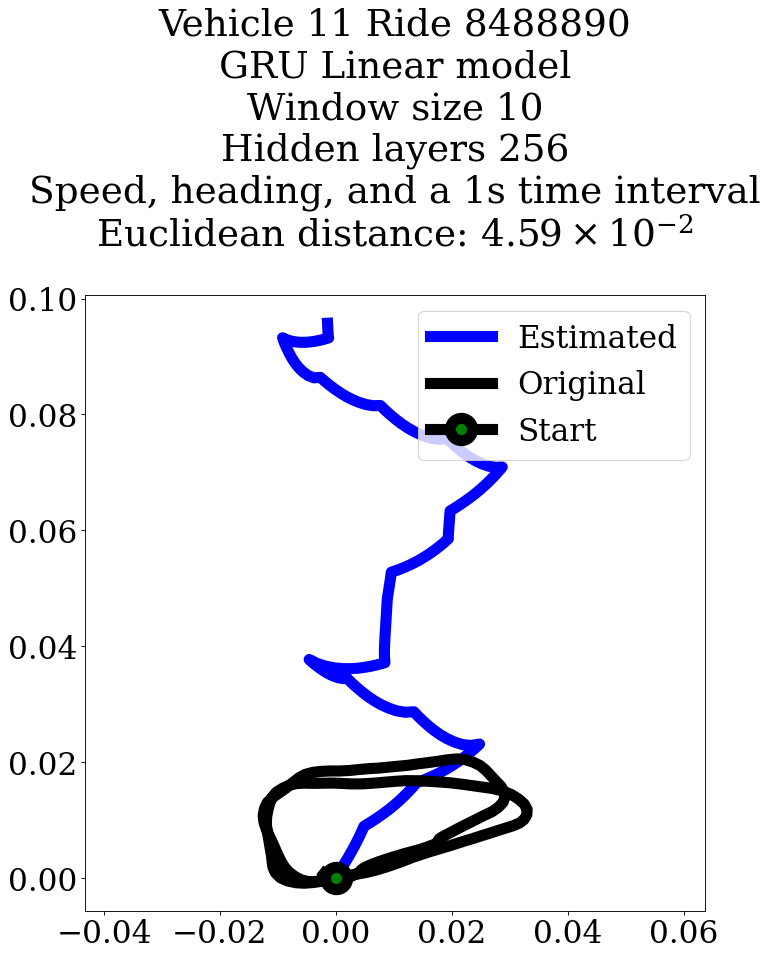 Vehicle 11 Ride 8488890
GRU Linear model
Window size 10
Hidden layers 256
Speed, heading, and a 1s time interval
Euclidean distance: 4.59 × 10⁻²
0.10
0.08
0.06
0.04
0.02
0.00
Estimated
Original
Start
−0.04 −0.02 0.00 0.02 0.04 0.06